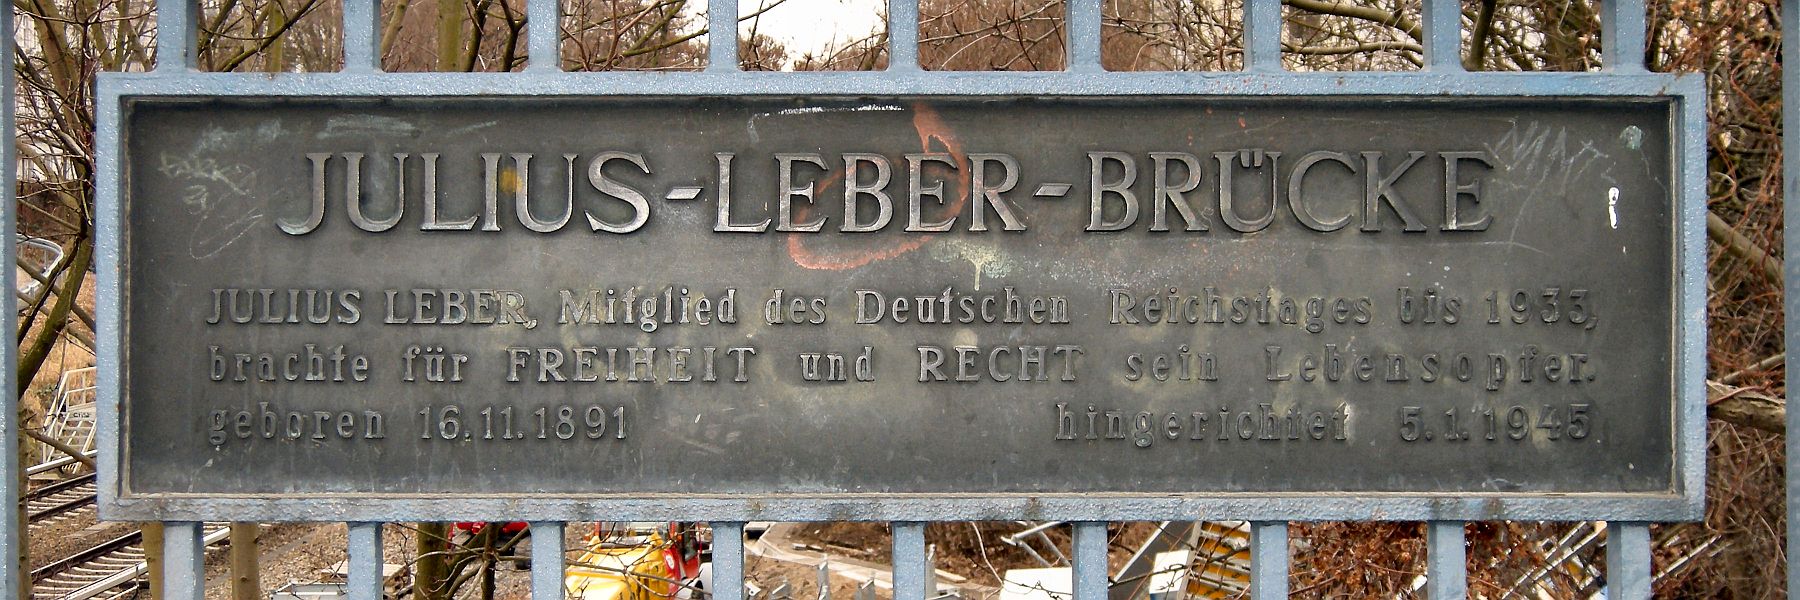 JULIUS-LEBER-BRÜCKE
JULIUS LEBER, Mitglied des Deutschen Reichstages bis 1933,
brachte für FREIHEIT und RECHT sein Lebensopfer.
geboren 16.11.1891 hingerichtet 5.1.1945